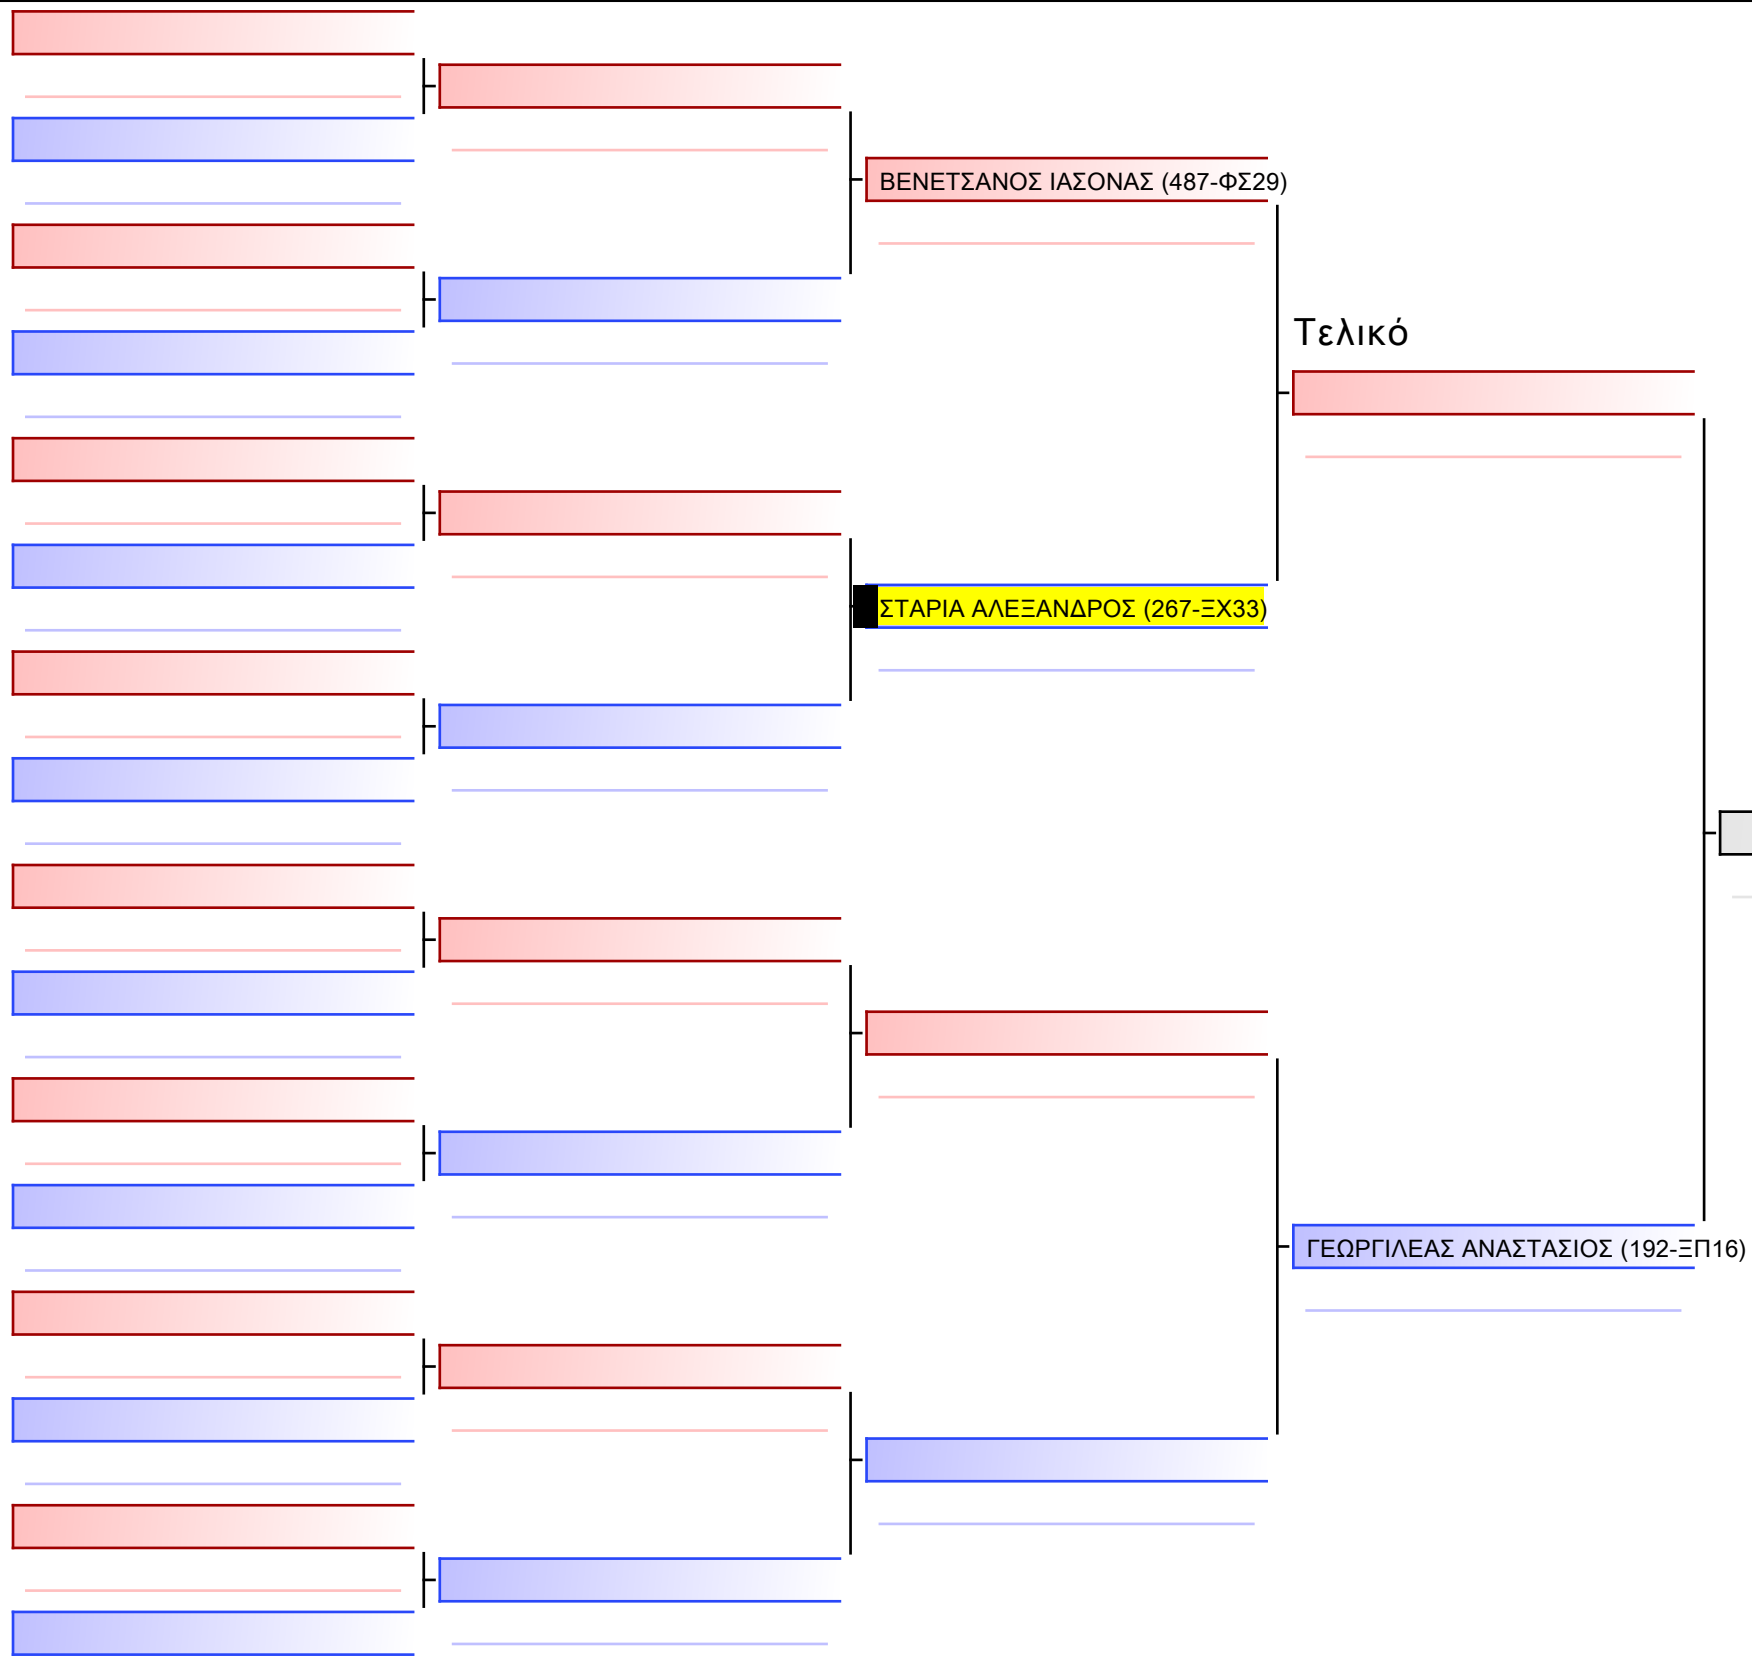 ΒΕΝΕΤΣΑΝΟΣ ΙΑΣΟΝΑΣ (487-ΦΣ29)
Τελικό
ΣΤΑΡΙΑ ΑΛΕΞΑΝΔΡΟΣ (267-ΞΧ33)
ΓΕΩΡΓΙΛΕΑΣ ΑΝΑΣΤΑΣΙΟΣ (192-ΞΠ16)